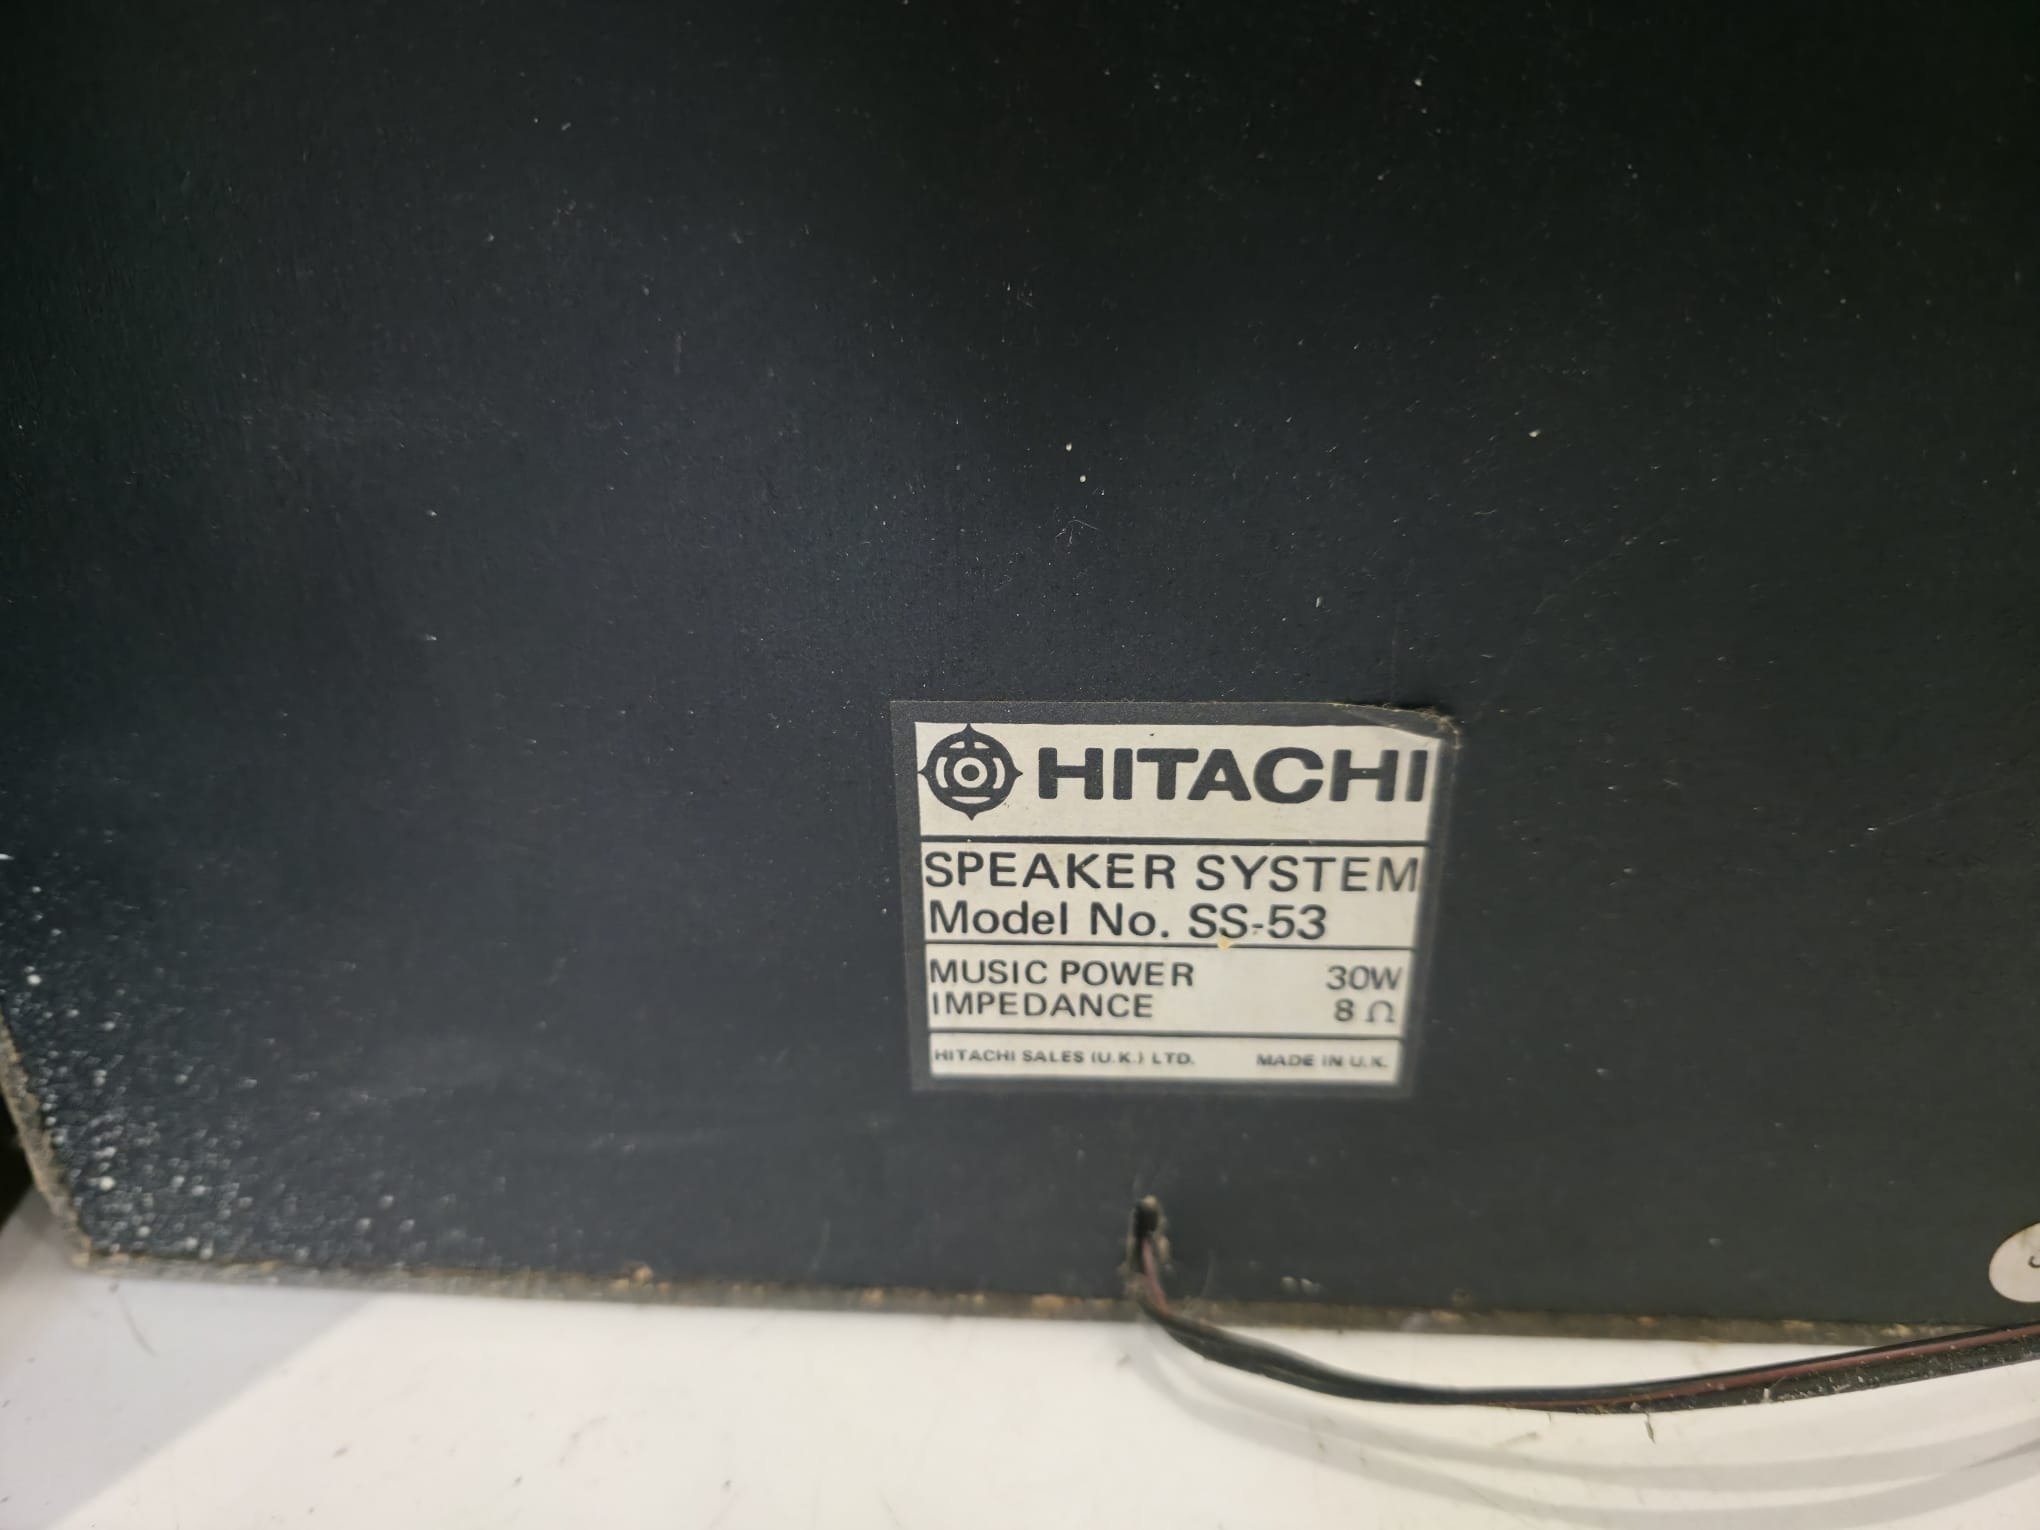 HITACHI
SPEAKER SYSTEM
Model No. SS-53
MUSIC POWER 30W
IMPEDANCE 8 Ω
HITACHI SALES (U.K.) LTD. MADE IN U.K.